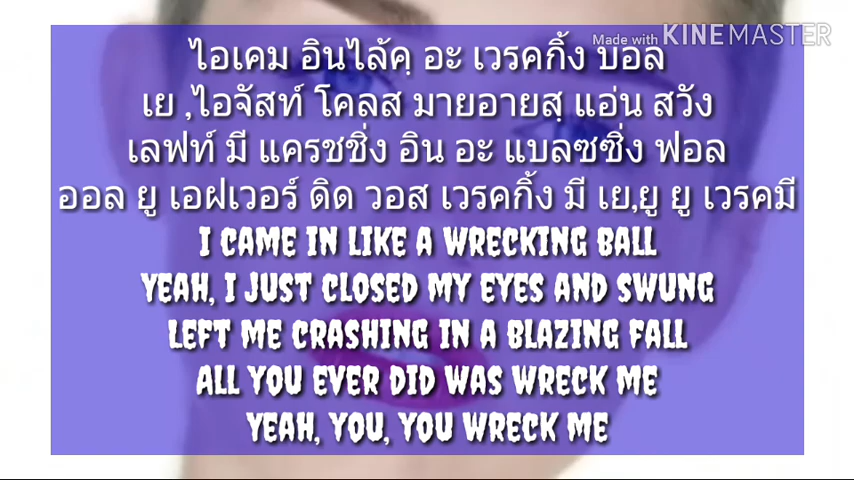 Made with KINEMASTER
ไอเคม อินไล้คฺ อะ เวรคกิ้ง บอล
เย ,ไอจัสท์ โคลส มายอายสฺ แอ่น สวัง
เลฟท์ มี แครชชิ่ง อิน อะ แบลซซิ่ง ฟอล
ออล ยู เอฝเวอร์ ดิด วอส เวรคกิ้ง มี เย,ยู ยู เวรคมี
I CAME IN LIKE A WRECKING BALL
YEAH, I JUST CLOSED MY EYES AND SWUNG
LEFT ME CRASHING IN A BLAZING FALL
ALL YOU EVER DID WAS WRECK ME
YEAH, YOU, YOU WRECK ME